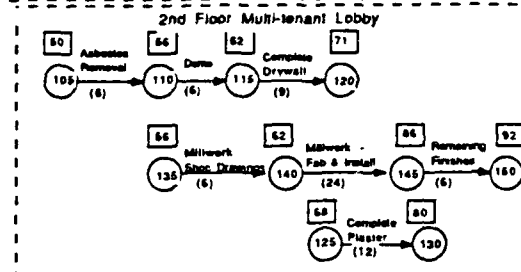 2nd Floor Multi-tenant Lobby
50 56 62 71
Asbestos Removal
Demo
Complete Drywall
105 110 115 120
(6) (6) (9)
56 62 86 92
Millwork Shop Drawings
Millwork Fab & Install
Remaining Finishes
135 140 145 150
(6) (24) (6)
68 80
Complete Plaster
125 130
(12)